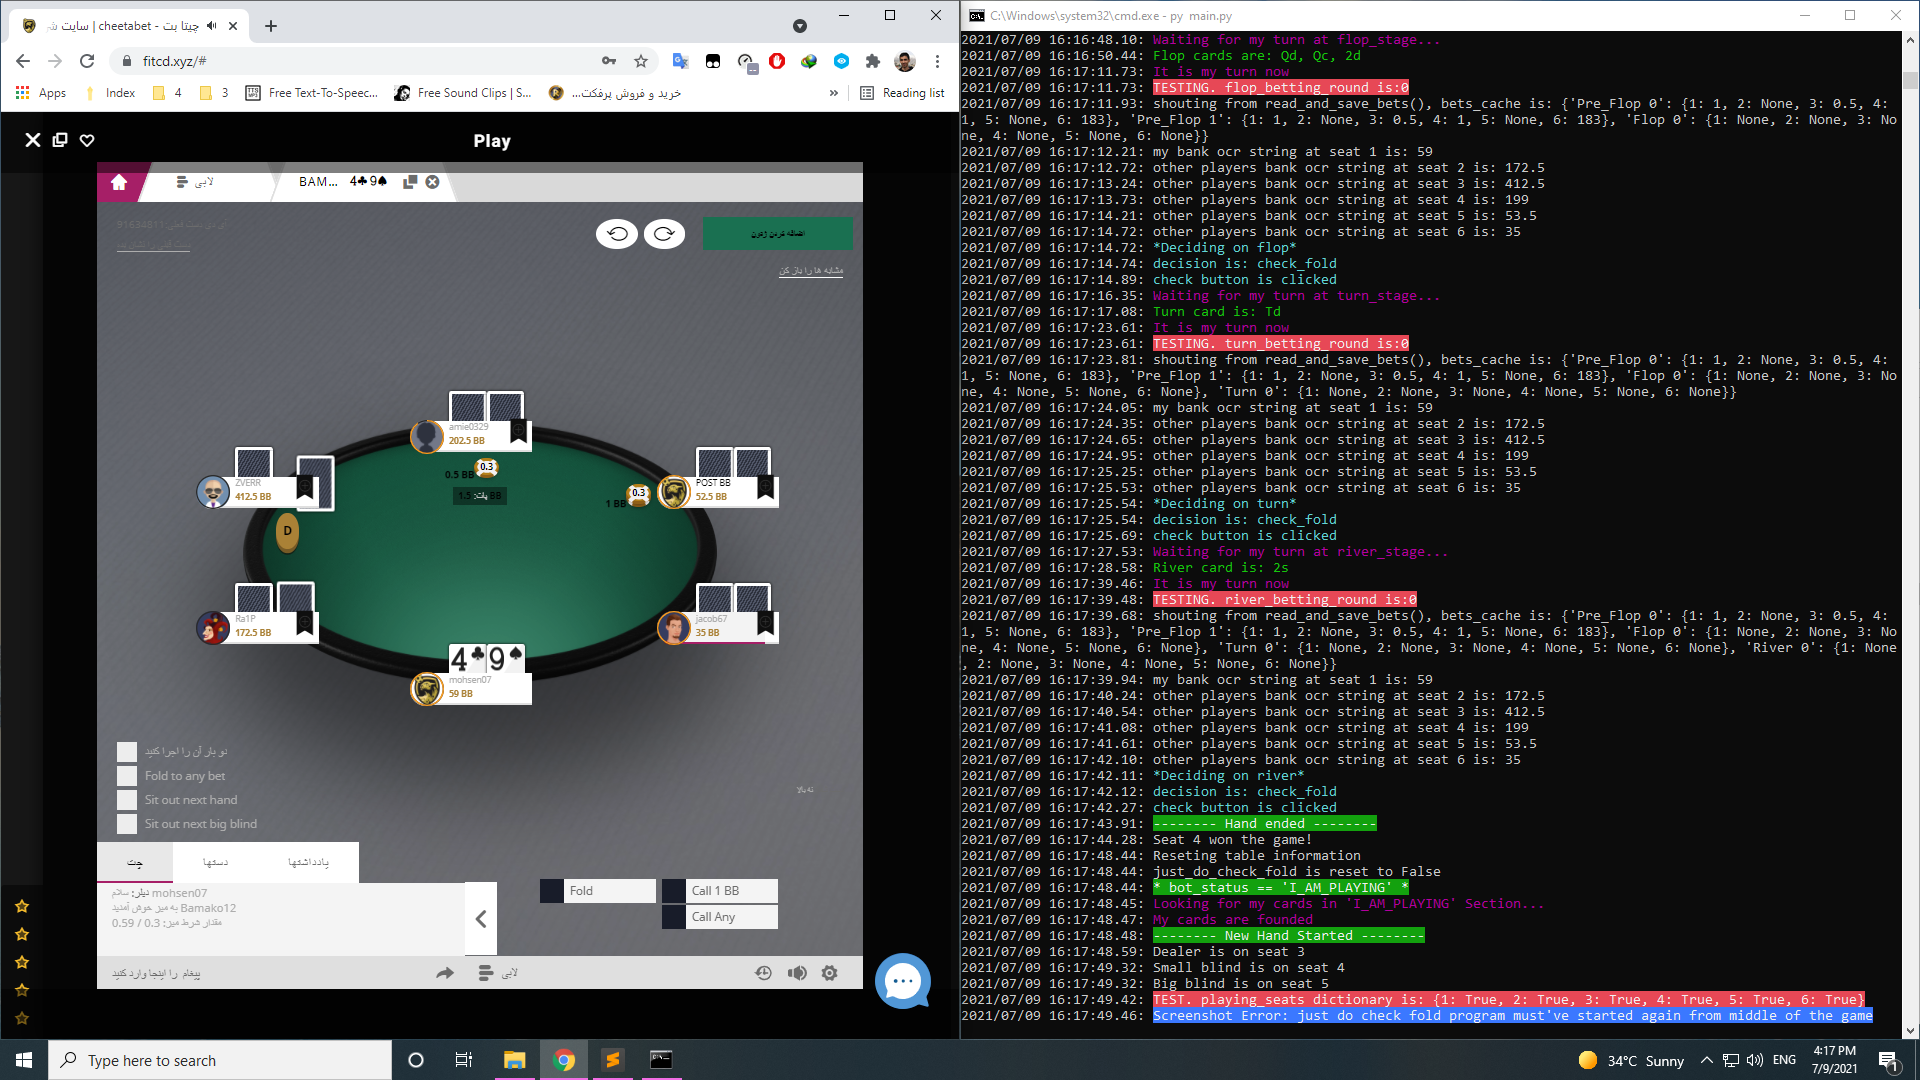 چیتا بت - cheetabet | سایت
fitcd.xyz/#
Apps
Index
4
3
Free Text-To-Speec...
Free Sound Clips | S...
خرید و فروش پرفکت...
»
Reading list
Play
لابی
BAM... 4♣9♠
91634811
دست قبلی را نشان بده
اضافه کردن ژتون
مشابه ها را باز کن
amie0329
202.5 BB
0.5 BB
0.3
پات: 1.5 BB
ZVERR
412.5 BB
D
POST BB
52.5 BB
1 BB
0.3
Ra1P
172.5 BB
jacob67
35 BB
4♣ 9♠
mohsen07
59 BB
دو بار آن را اجرا کنید
Fold to any bet
Sit out next hand
Sit out next big blind
ته بالا
چت
دستها
یادداشتها
دیلر: سلام mohsen07
به میز خوش آمدید Bamako12
مقدار شرط میز: 0.3 / 0.59
Fold
Call 1 BB
Call Any
پیغام را اینجا وارد کنید
لابی
C:\Windows\system32\cmd.exe - py main.py
2021/07/09 16:16:48.10: Waiting for my turn at flop_stage...
2021/07/09 16:16:50.44: Flop cards are: Qd, Qc, 2d
2021/07/09 16:17:11.73: It is my turn now
2021/07/09 16:17:11.73: TESTING. flop_betting_round is:0
2021/07/09 16:17:11.93: shouting from read_and_save_bets(), bets_cache is: {'Pre_Flop 0': {1: 1, 2: None, 3: 0.5, 4:
1, 5: None, 6: 183}, 'Pre_Flop 1': {1: 1, 2: None, 3: 0.5, 4: 1, 5: None, 6: 183}, 'Flop 0': {1: None, 2: None, 3: No
ne, 4: None, 5: None, 6: None}}
2021/07/09 16:17:12.21: my bank ocr string at seat 1 is: 59
2021/07/09 16:17:12.72: other players bank ocr string at seat 2 is: 172.5
2021/07/09 16:17:13.24: other players bank ocr string at seat 3 is: 412.5
2021/07/09 16:17:13.73: other players bank ocr string at seat 4 is: 199
2021/07/09 16:17:14.21: other players bank ocr string at seat 5 is: 53.5
2021/07/09 16:17:14.72: other players bank ocr string at seat 6 is: 35
2021/07/09 16:17:14.72: *Deciding on flop*
2021/07/09 16:17:14.74: decision is: check_fold
2021/07/09 16:17:14.89: check button is clicked
2021/07/09 16:17:16.35: Waiting for my turn at turn_stage...
2021/07/09 16:17:17.08: Turn card is: Td
2021/07/09 16:17:23.61: It is my turn now
2021/07/09 16:17:23.61: TESTING. turn_betting_round is:0
2021/07/09 16:17:23.81: shouting from read_and_save_bets(), bets_cache is: {'Pre_Flop 0': {1: 1, 2: None, 3: 0.5, 4:
1, 5: None, 6: 183}, 'Pre_Flop 1': {1: 1, 2: None, 3: 0.5, 4: 1, 5: None, 6: 183}, 'Flop 0': {1: None, 2: None, 3: No
ne, 4: None, 5: None, 6: None}, 'Turn 0': {1: None, 2: None, 3: None, 4: None, 5: None, 6: None}}
2021/07/09 16:17:24.05: my bank ocr string at seat 1 is: 59
2021/07/09 16:17:24.35: other players bank ocr string at seat 2 is: 172.5
2021/07/09 16:17:24.65: other players bank ocr string at seat 3 is: 412.5
2021/07/09 16:17:24.95: other players bank ocr string at seat 4 is: 199
2021/07/09 16:17:25.25: other players bank ocr string at seat 5 is: 53.5
2021/07/09 16:17:25.53: other players bank ocr string at seat 6 is: 35
2021/07/09 16:17:25.54: *Deciding on turn*
2021/07/09 16:17:25.54: decision is: check_fold
2021/07/09 16:17:25.69: check button is clicked
2021/07/09 16:17:27.53: Waiting for my turn at river_stage...
2021/07/09 16:17:28.58: River card is: 2s
2021/07/09 16:17:39.46: It is my turn now
2021/07/09 16:17:39.48: TESTING. river_betting_round is:0
2021/07/09 16:17:39.68: shouting from read_and_save_bets(), bets_cache is: {'Pre_Flop 0': {1: 1, 2: None, 3: 0.5, 4:
1, 5: None, 6: 183}, 'Pre_Flop 1': {1: 1, 2: None, 3: 0.5, 4: 1, 5: None, 6: 183}, 'Flop 0': {1: None, 2: None, 3: No
ne, 4: None, 5: None, 6: None}, 'Turn 0': {1: None, 2: None, 3: None, 4: None, 5: None, 6: None}, 'River 0': {1: None
, 2: None, 3: None, 4: None, 5: None, 6: None}}
2021/07/09 16:17:39.94: my bank ocr string at seat 1 is: 59
2021/07/09 16:17:40.24: other players bank ocr string at seat 2 is: 172.5
2021/07/09 16:17:40.54: other players bank ocr string at seat 3 is: 412.5
2021/07/09 16:17:41.08: other players bank ocr string at seat 4 is: 199
2021/07/09 16:17:41.61: other players bank ocr string at seat 5 is: 53.5
2021/07/09 16:17:42.10: other players bank ocr string at seat 6 is: 35
2021/07/09 16:17:42.11: *Deciding on river*
2021/07/09 16:17:42.12: decision is: check_fold
2021/07/09 16:17:42.27: check button is clicked
2021/07/09 16:17:43.91: -------- Hand ended --------
2021/07/09 16:17:44.28: Seat 4 won the game!
2021/07/09 16:17:48.44: Reseting table information
2021/07/09 16:17:48.44: just_do_check_fold is reset to False
2021/07/09 16:17:48.44: * bot_status == 'I_AM_PLAYING' *
2021/07/09 16:17:48.45: Looking for my cards in 'I_AM_PLAYING' Section...
2021/07/09 16:17:48.47: My cards are founded
2021/07/09 16:17:48.48: -------- New Hand Started --------
2021/07/09 16:17:48.59: Dealer is on seat 3
2021/07/09 16:17:49.32: Small blind is on seat 4
2021/07/09 16:17:49.32: Big blind is on seat 5
2021/07/09 16:17:49.42: TEST. playing_seats dictionary is: {1: True, 2: True, 3: True, 4: True, 5: True, 6: True}
2021/07/09 16:17:49.46: Screenshot Error: just do check fold program must've started again from middle of the game
Type here to search
34°C Sunny
ENG
4:17 PM
7/9/2021
1